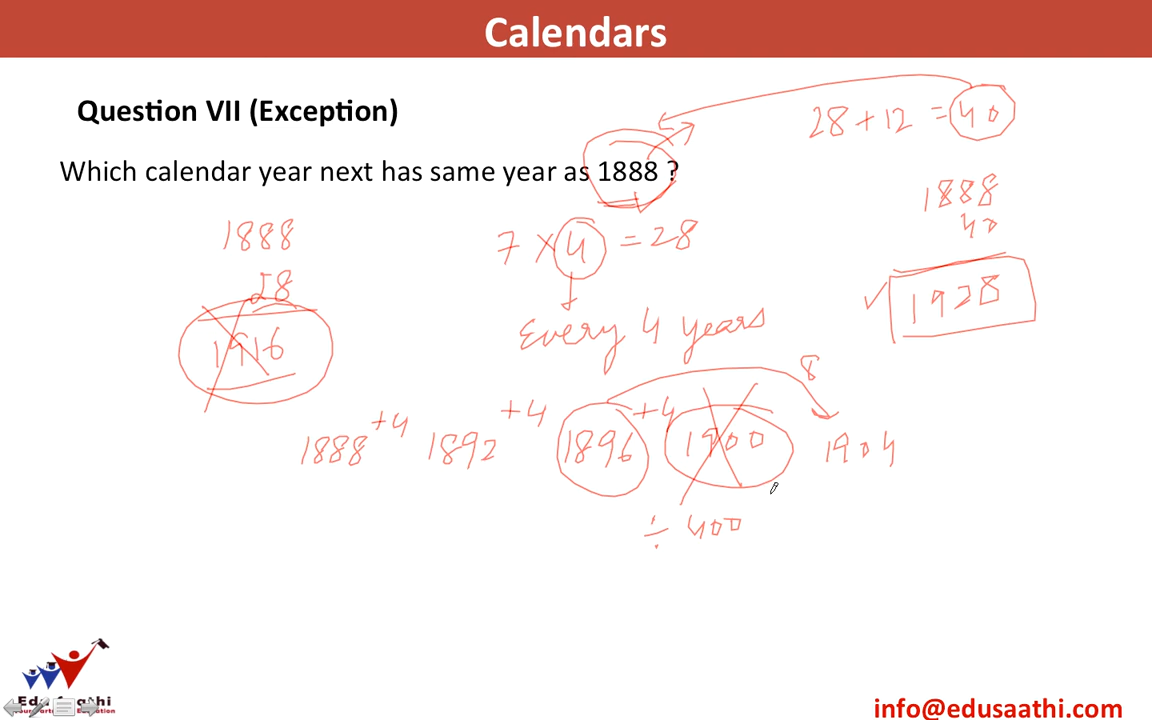 Calendars
Question VII (Exception)
28 + 12 = 40
Which calendar year next has same year as 1888 ?
1888
40
1928
1888
28
1916
7 × 4 = 28
Every 4 years
8
1888 +4 1892 +4 1896 +4 1900 1904
÷ 400
Edu Saathi
info@edusaathi.com